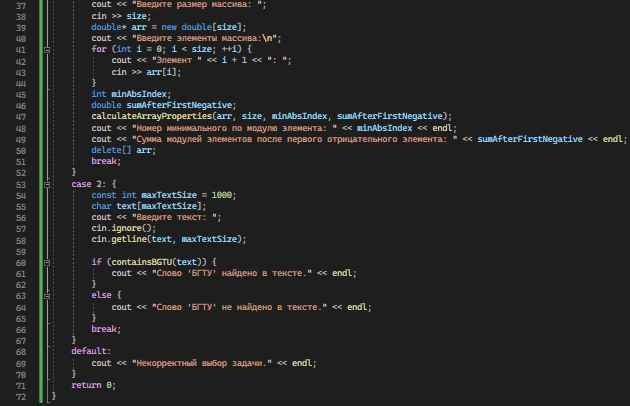 37 cout << "Введите размер массива: ";
38 cin >> size;
39 double* arr = new double[size];
40 cout << "Введите элементы массива:\n";
41 for (int i = 0; i < size; ++i) {
42 cout << "Элемент " << i + 1 << ": ";
43 cin >> arr[i];
44 }
45 int minAbsIndex;
46 double sumAfterFirstNegative;
47 calculateArrayProperties(arr, size, minAbsIndex, sumAfterFirstNegative);
48 cout << "Номер минимального по модулю элемента: " << minAbsIndex << endl;
49 cout << "Сумма модулей элементов после первого отрицательного элемента: " << sumAfterFirstNegative << endl;
50 delete[] arr;
51 break;
52 }
53 case 2: {
54 const int maxTextSize = 1000;
55 char text[maxTextSize];
56 cout << "Введите текст: ";
57 cin.ignore();
58 cin.getline(text, maxTextSize);
59
60 if (containsBGTU(text)) {
61 cout << "Слово 'БГТУ' найдено в тексте." << endl;
62 }
63 else {
64 cout << "Слово 'БГТУ' не найдено в тексте." << endl;
65 }
66 break;
67 }
68 default:
69 cout << "Некорректный выбор задачи." << endl;
70 }
71 return 0;
72 }